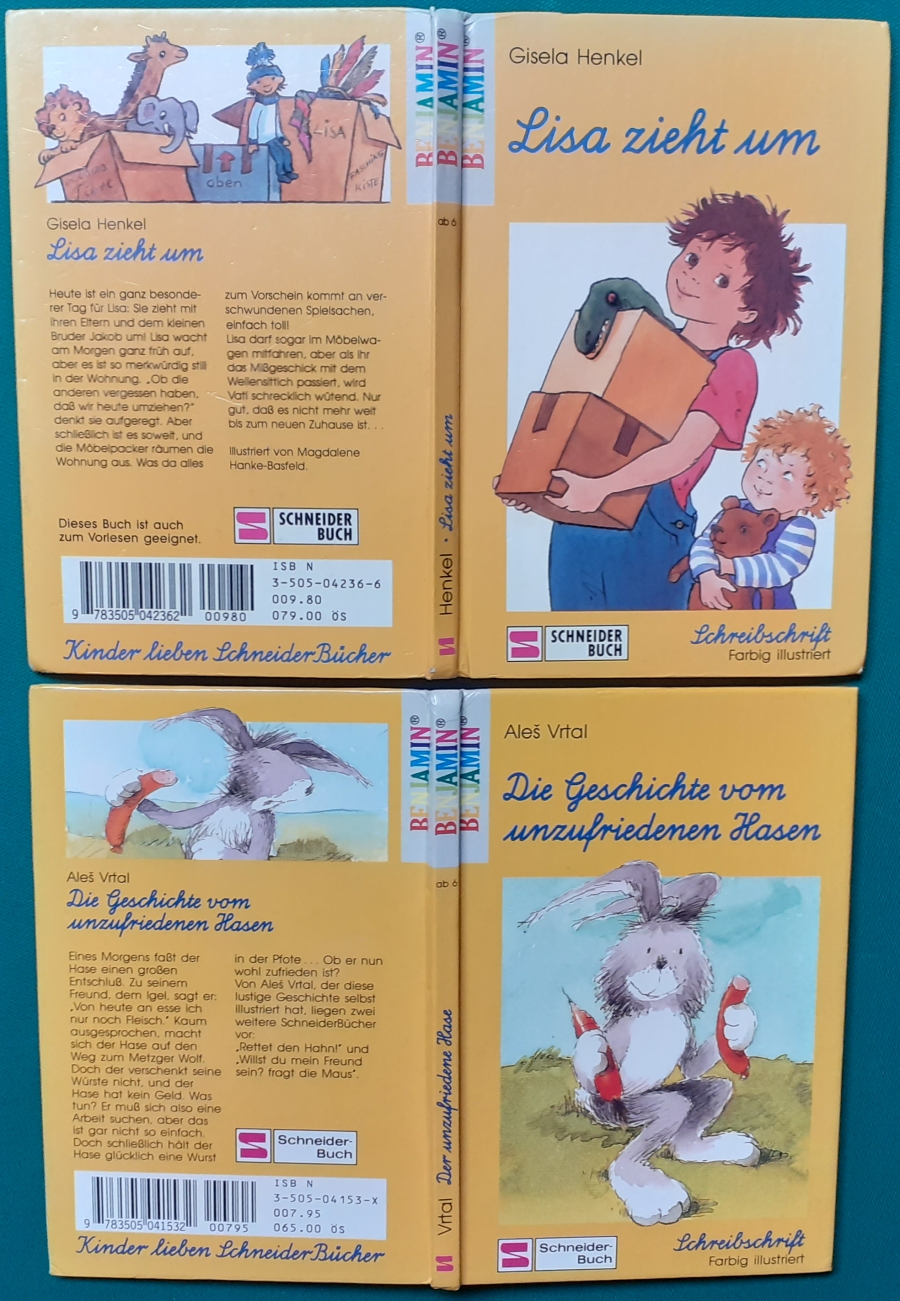 LISA
oben
FASCHING
KISTE
BENJAMIN®
Gisela Henkel
Lisa zieht um
Heute ist ein ganz besonde-
rer Tag für Lisa: Sie zieht mit
ihren Eltern und dem kleinen
Bruder Jakob um! Lisa wacht
am Morgen ganz früh auf,
aber es ist so merkwürdig still
in der Wohnung. „Ob die
anderen vergessen haben,
daß wir heute umziehen?"
denkt sie aufgeregt. Aber
schließlich ist es soweit, und
die Möbelpacker räumen die
Wohnung aus. Was da alles
zum Vorschein kommt an ver-
schwundenen Spielsachen,
einfach toll!
Lisa darf sogar im Möbelwa-
gen mitfahren, aber als ihr
das Mißgeschick mit dem
Wellensittich passiert, wird
Vati schrecklich wütend. Nur
gut, daß es nicht mehr weit
bis zum neuen Zuhause ist. . .
Illustriert von Magdalene
Hanke-Basfeld.
Dieses Buch ist auch
zum Vorlesen geeignet.
SCHNEIDER
BUCH
ISBN
3-505-04236-6
009.80
079.00 ÖS
9 783505 042362 00980
Kinder lieben SchneiderBücher
BENJAMIN®
ab 6
Henkel · Lisa zieht um
BENJAMIN
Gisela Henkel
Lisa zieht um
SCHNEIDER
BUCH
Schreibschrift
Farbig illustriert
BENJAMIN®
Aleš Vrtal
Die Geschichte vom
unzufriedenen Hasen
Eines Morgens faßt der
Hase einen großen
Entschluß. Zu seinem
Freund, dem Igel, sagt er:
„Von heute an esse ich
nur noch Fleisch." Kaum
ausgesprochen, macht
sich der Hase auf den
Weg zum Metzger Wolf.
Doch der verschenkt seine
Würste nicht, und der
Hase hat kein Geld. Was
tun? Er muß sich also eine
Arbeit suchen, aber das
ist gar nicht so einfach.
Doch schließlich hält der
Hase glücklich eine Wurst
in der Pfote . . . Ob er nun
wohl zufrieden ist?
Von Aleš Vrtal, der diese
lustige Geschichte selbst
illustriert hat, liegen zwei
weitere SchneiderBücher
vor:
„Rettet den Hahn!" und
„Willst du mein Freund
sein? fragt die Maus".
Schneider-
Buch
ISBN
3-505-04153-X
007.95
065.00 ÖS
9 783505 041532 00795
Kinder lieben SchneiderBücher
BENJAMIN®
ab 6
Vrtal Der unzufriedene Hase
BENJAMIN
Aleš Vrtal
Die Geschichte vom
unzufriedenen Hasen
Schneider-
Buch
Schreibschrift
Farbig illustriert